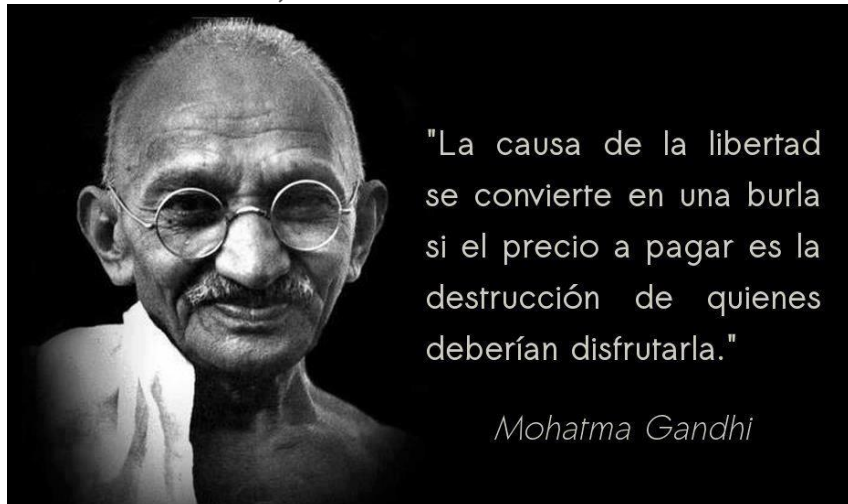 "La causa de la libertad
se convierte en una burla
si el precio a pagar es la
destrucción de quienes
deberían disfrutarla."
Mohatma Gandhi